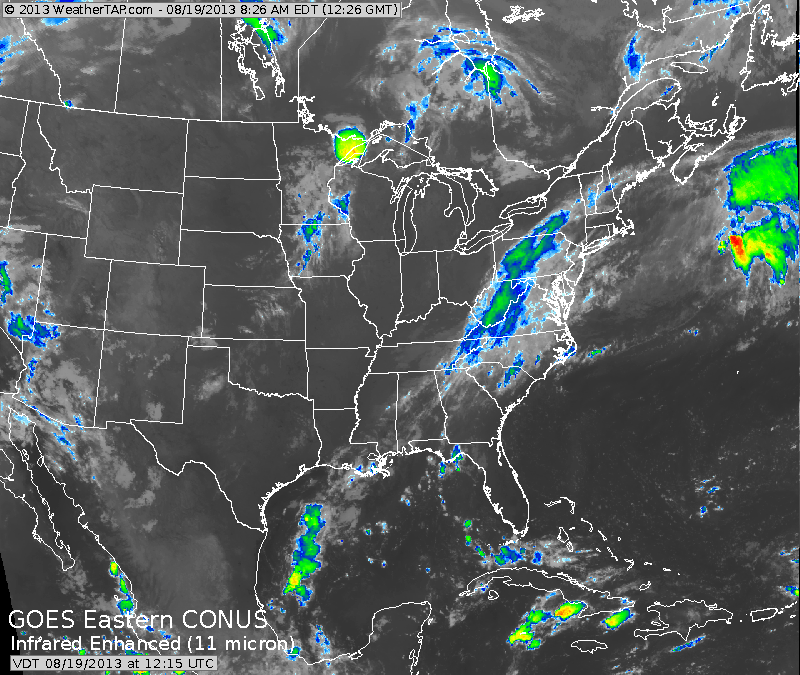 © 2013 WeatherTAP.com - 08/19/2013 8:26 AM EDT (12:26 GMT)
GOES Eastern CONUS
Infrared Enhanced (11 micron)
VDT 08/19/2013 at 12:15 UTC